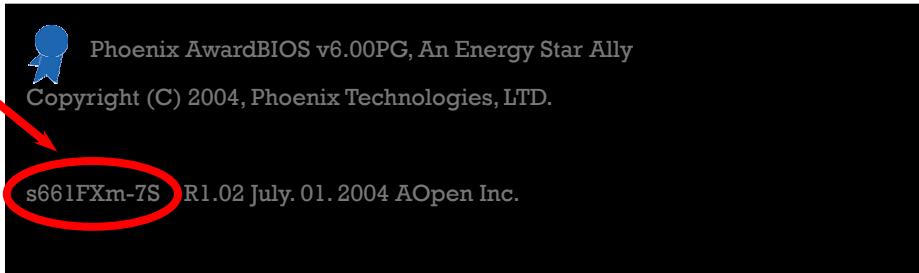 Phoenix AwardBIOS v6.00PG, An Energy Star Ally
Copyright (C) 2004, Phoenix Technologies, LTD.
s661FXm-7S R1.02 July. 01. 2004 AOpen Inc.